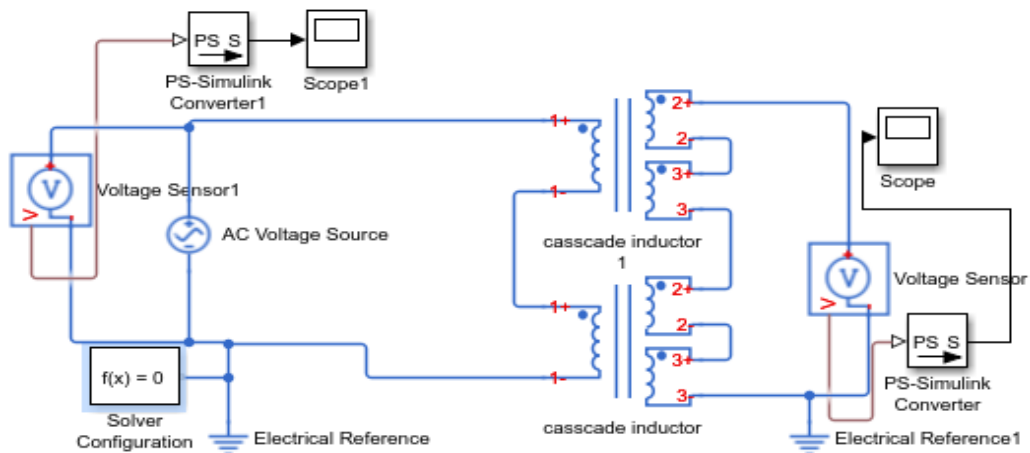 PS S
PS-Simulink
Converter1
Scope1
V
V
Voltage Sensor1
AC Voltage Source
f(x) = 0
Solver
Configuration
Electrical Reference
1+
1-
2+
2-
3+
3-
casscade inductor
1
1+
1-
2+
2-
3+
3-
casscade inductor
Scope
V
V
Voltage Sensor
PS S
PS-Simulink
Converter
Electrical Reference1